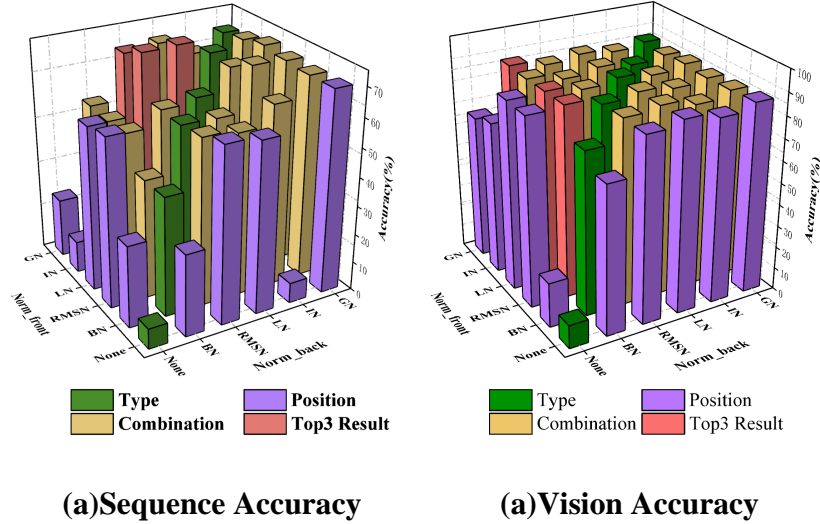 70
60
50
40
30
20
10
0
Accuracy(%)
GN
IN
LN
RMSN
BN
None
Norm_front
None
BN
RMSN
LN
IN
GN
Norm_back
Type
Position
Combination
Top3 Result
(a)Sequence Accuracy
100
90
80
70
60
50
40
30
20
10
0
Accuracy(%)
GN
IN
LN
RMSN
BN
None
Norm_front
None
BN
RMSN
LN
IN
GN
Norm_back
Type
Position
Combination
Top3 Result
(a)Vision Accuracy